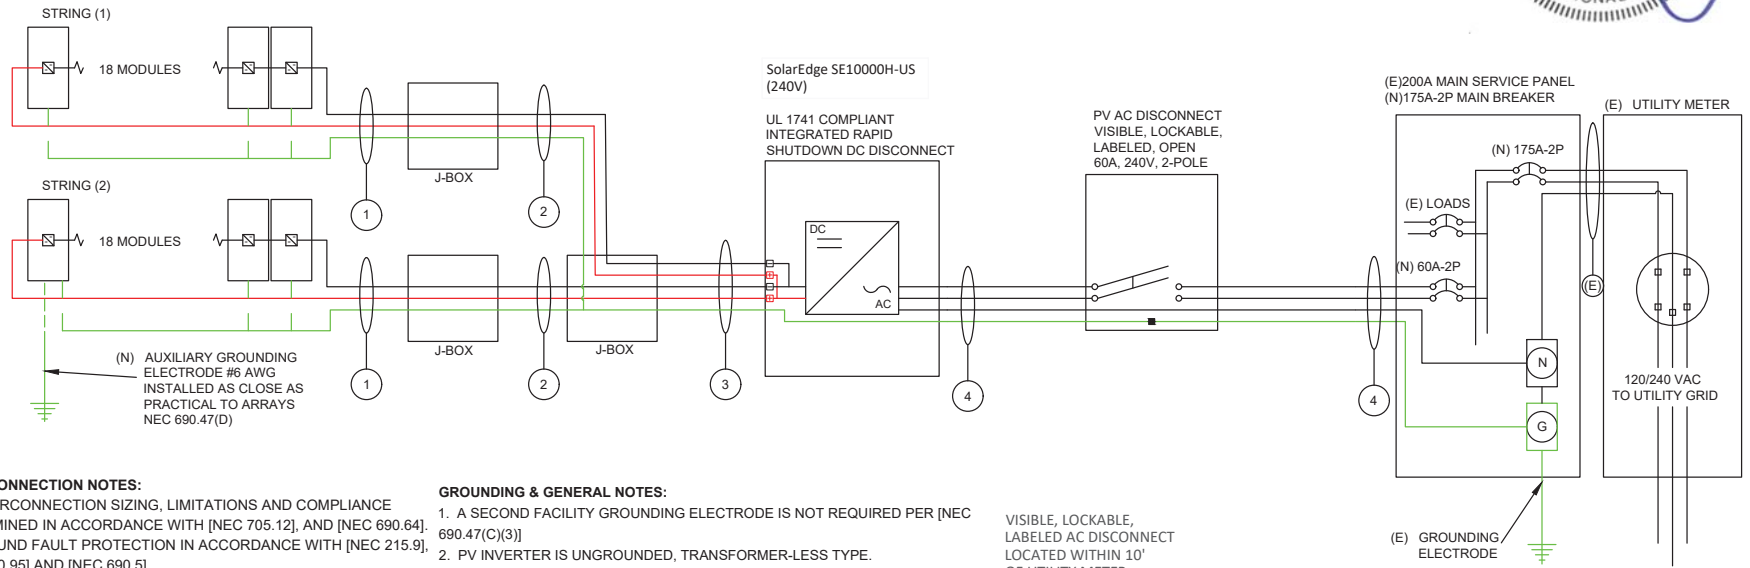 STRING (1)
18 MODULES
J-BOX
1
2
STRING (2)
18 MODULES
J-BOX
J-BOX
1
2
3
(N) AUXILIARY GROUNDING
ELECTRODE #6 AWG
INSTALLED AS CLOSE AS
PRACTICAL TO ARRAYS
NEC 690.47(D)
SolarEdge SE10000H-US
(240V)
UL 1741 COMPLIANT
INTEGRATED RAPID
SHUTDOWN DC DISCONNECT
DC
AC
4
PV AC DISCONNECT
VISIBLE, LOCKABLE,
LABELED, OPEN
60A, 240V, 2-POLE
4
(E)200A MAIN SERVICE PANEL
(N)175A-2P MAIN BREAKER
(N) 175A-2P
(E) LOADS
(N) 60A-2P
(E)
N
G
(E) UTILITY METER
120/240 VAC
TO UTILITY GRID
(E) GROUNDING
ELECTRODE
ONNECTION NOTES:
RCONNECTION SIZING, LIMITATIONS AND COMPLIANCE
MINED IN ACCORDANCE WITH [NEC 705.12], AND [NEC 690.64].
UND FAULT PROTECTION IN ACCORDANCE WITH [NEC 215.9],
AND [NEC 690.5]
GROUNDING & GENERAL NOTES:
1. A SECOND FACILITY GROUNDING ELECTRODE IS NOT REQUIRED PER [NEC
690.47(C)(3)]
2. PV INVERTER IS UNGROUNDED, TRANSFORMER-LESS TYPE.
VISIBLE, LOCKABLE,
LABELED AC DISCONNECT
LOCATED WITHIN 10'
OF UTILITY METER